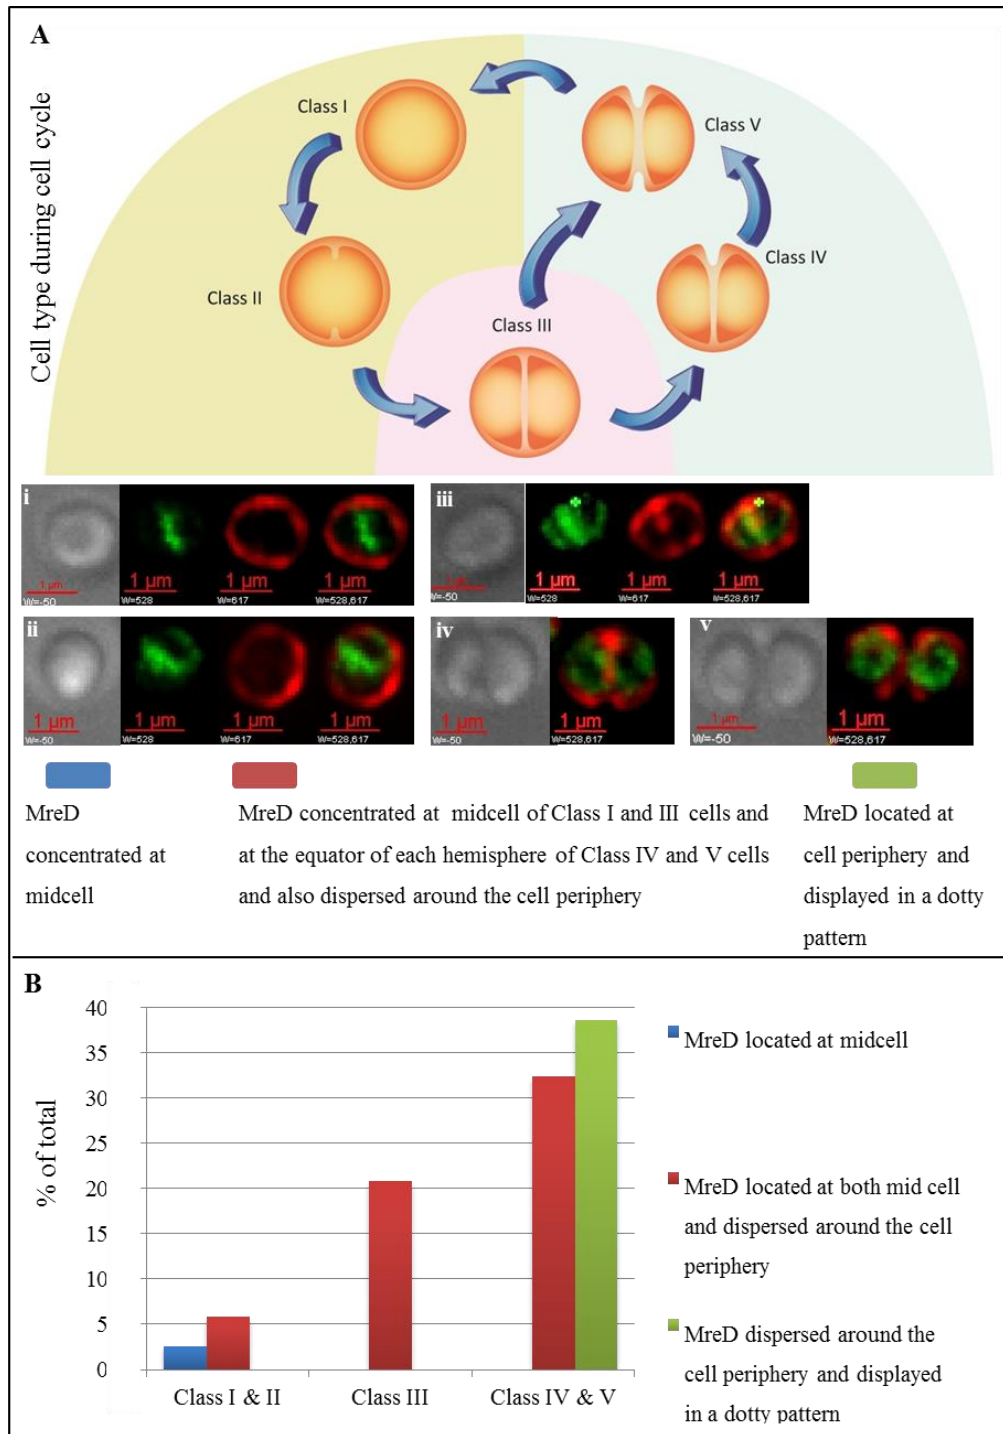 A
Cell type during cell cycle
Class I
Class V
Class II
Class IV
Class III
i
1 µm
W=-50
W=528
1 µm
W=617
1 µm
W=528,617
iii
W=-50
1 µm
W=528
1 µm
W=617
1 µm
W=528,617
ii
1 µm
W=-50
1 µm
W=528
1 µm
W=617
1 µm
W=528,617
iv
1 µm
W=-50
1 µm
W=528,617
v
1 µm
W=-50
1 µm
W=528,617
MreD
concentrated at
midcell
MreD concentrated at midcell of Class I and III cells and
at the equator of each hemisphere of Class IV and V cells
and also dispersed around the cell periphery
MreD located at
cell periphery and
displayed in a dotty
pattern
B
% of total
40
35
30
25
20
15
10
5
0
Class I & II
Class III
Class IV & V
MreD located at midcell
MreD located at both mid cell
and dispersed around the cell
periphery
MreD dispersed around the
cell periphery and displayed
in a dotty pattern